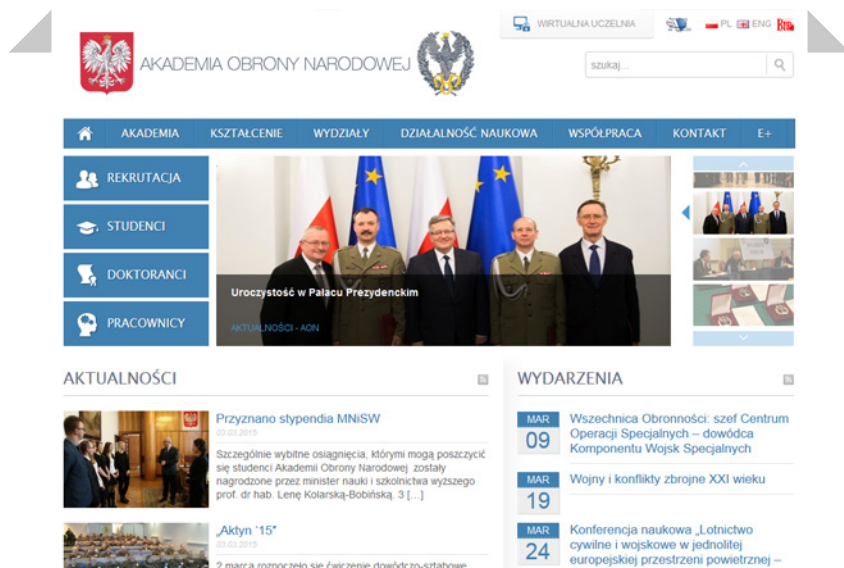 WIRTUALNA UCZELNIA
PL
ENG
AKADEMIA OBRONY NARODOWEJ
szukaj...
AKADEMIA
KSZTAŁCENIE
WYDZIAŁY
DZIAŁALNOŚĆ NAUKOWA
WSPÓŁPRACA
KONTAKT
E+
REKRUTACJA
STUDENCI
DOKTORANCI
PRACOWNICY
Uroczystość w Pałacu Prezydenckim
AKTUALNOŚCI - AON
AKTUALNOŚCI
Przyznano stypendia MNiSW
03.03.2015
Szczególnie wybitne osiągnięcia, którymi mogą poszczycić
się studenci Akademii Obrony Narodowej zostały
nagrodzone przez minister nauki i szkolnictwa wyższego
prof. dr hab. Lenę Kolarską-Bobińską. 3 [...]
„Aktyn ‘15"
03.03.2015
2 marca rozpoczęło się ćwiczenie dowódczo-sztabowe
WYDARZENIA
MAR
09
Wszechnica Obronności: szef Centrum
Operacji Specjalnych – dowódca
Komponentu Wojsk Specjalnych
MAR
19
Wojny i konflikty zbrojne XXI wieku
MAR
24
Konferencja naukowa „Lotnictwo
cywilne i wojskowe w jednolitej
europejskiej przestrzeni powietrznej –